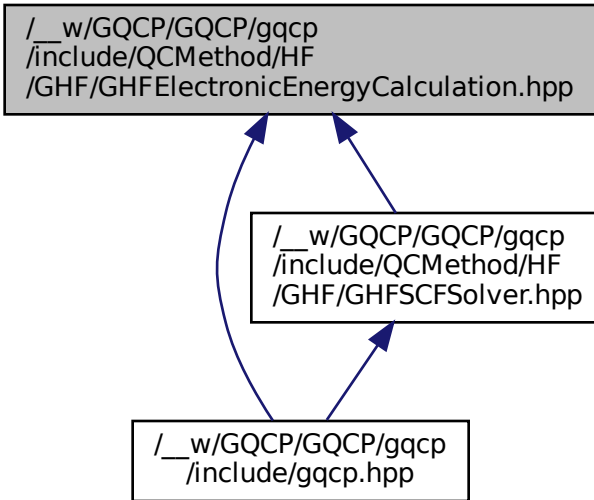 /__w/GQCP/GQCP/gqcp
/include/QCMethod/HF
/GHF/GHFElectronicEnergyCalculation.hpp
/__w/GQCP/GQCP/gqcp
/include/QCMethod/HF
/GHF/GHFSCFSolver.hpp
/__w/GQCP/GQCP/gqcp
/include/gqcp.hpp